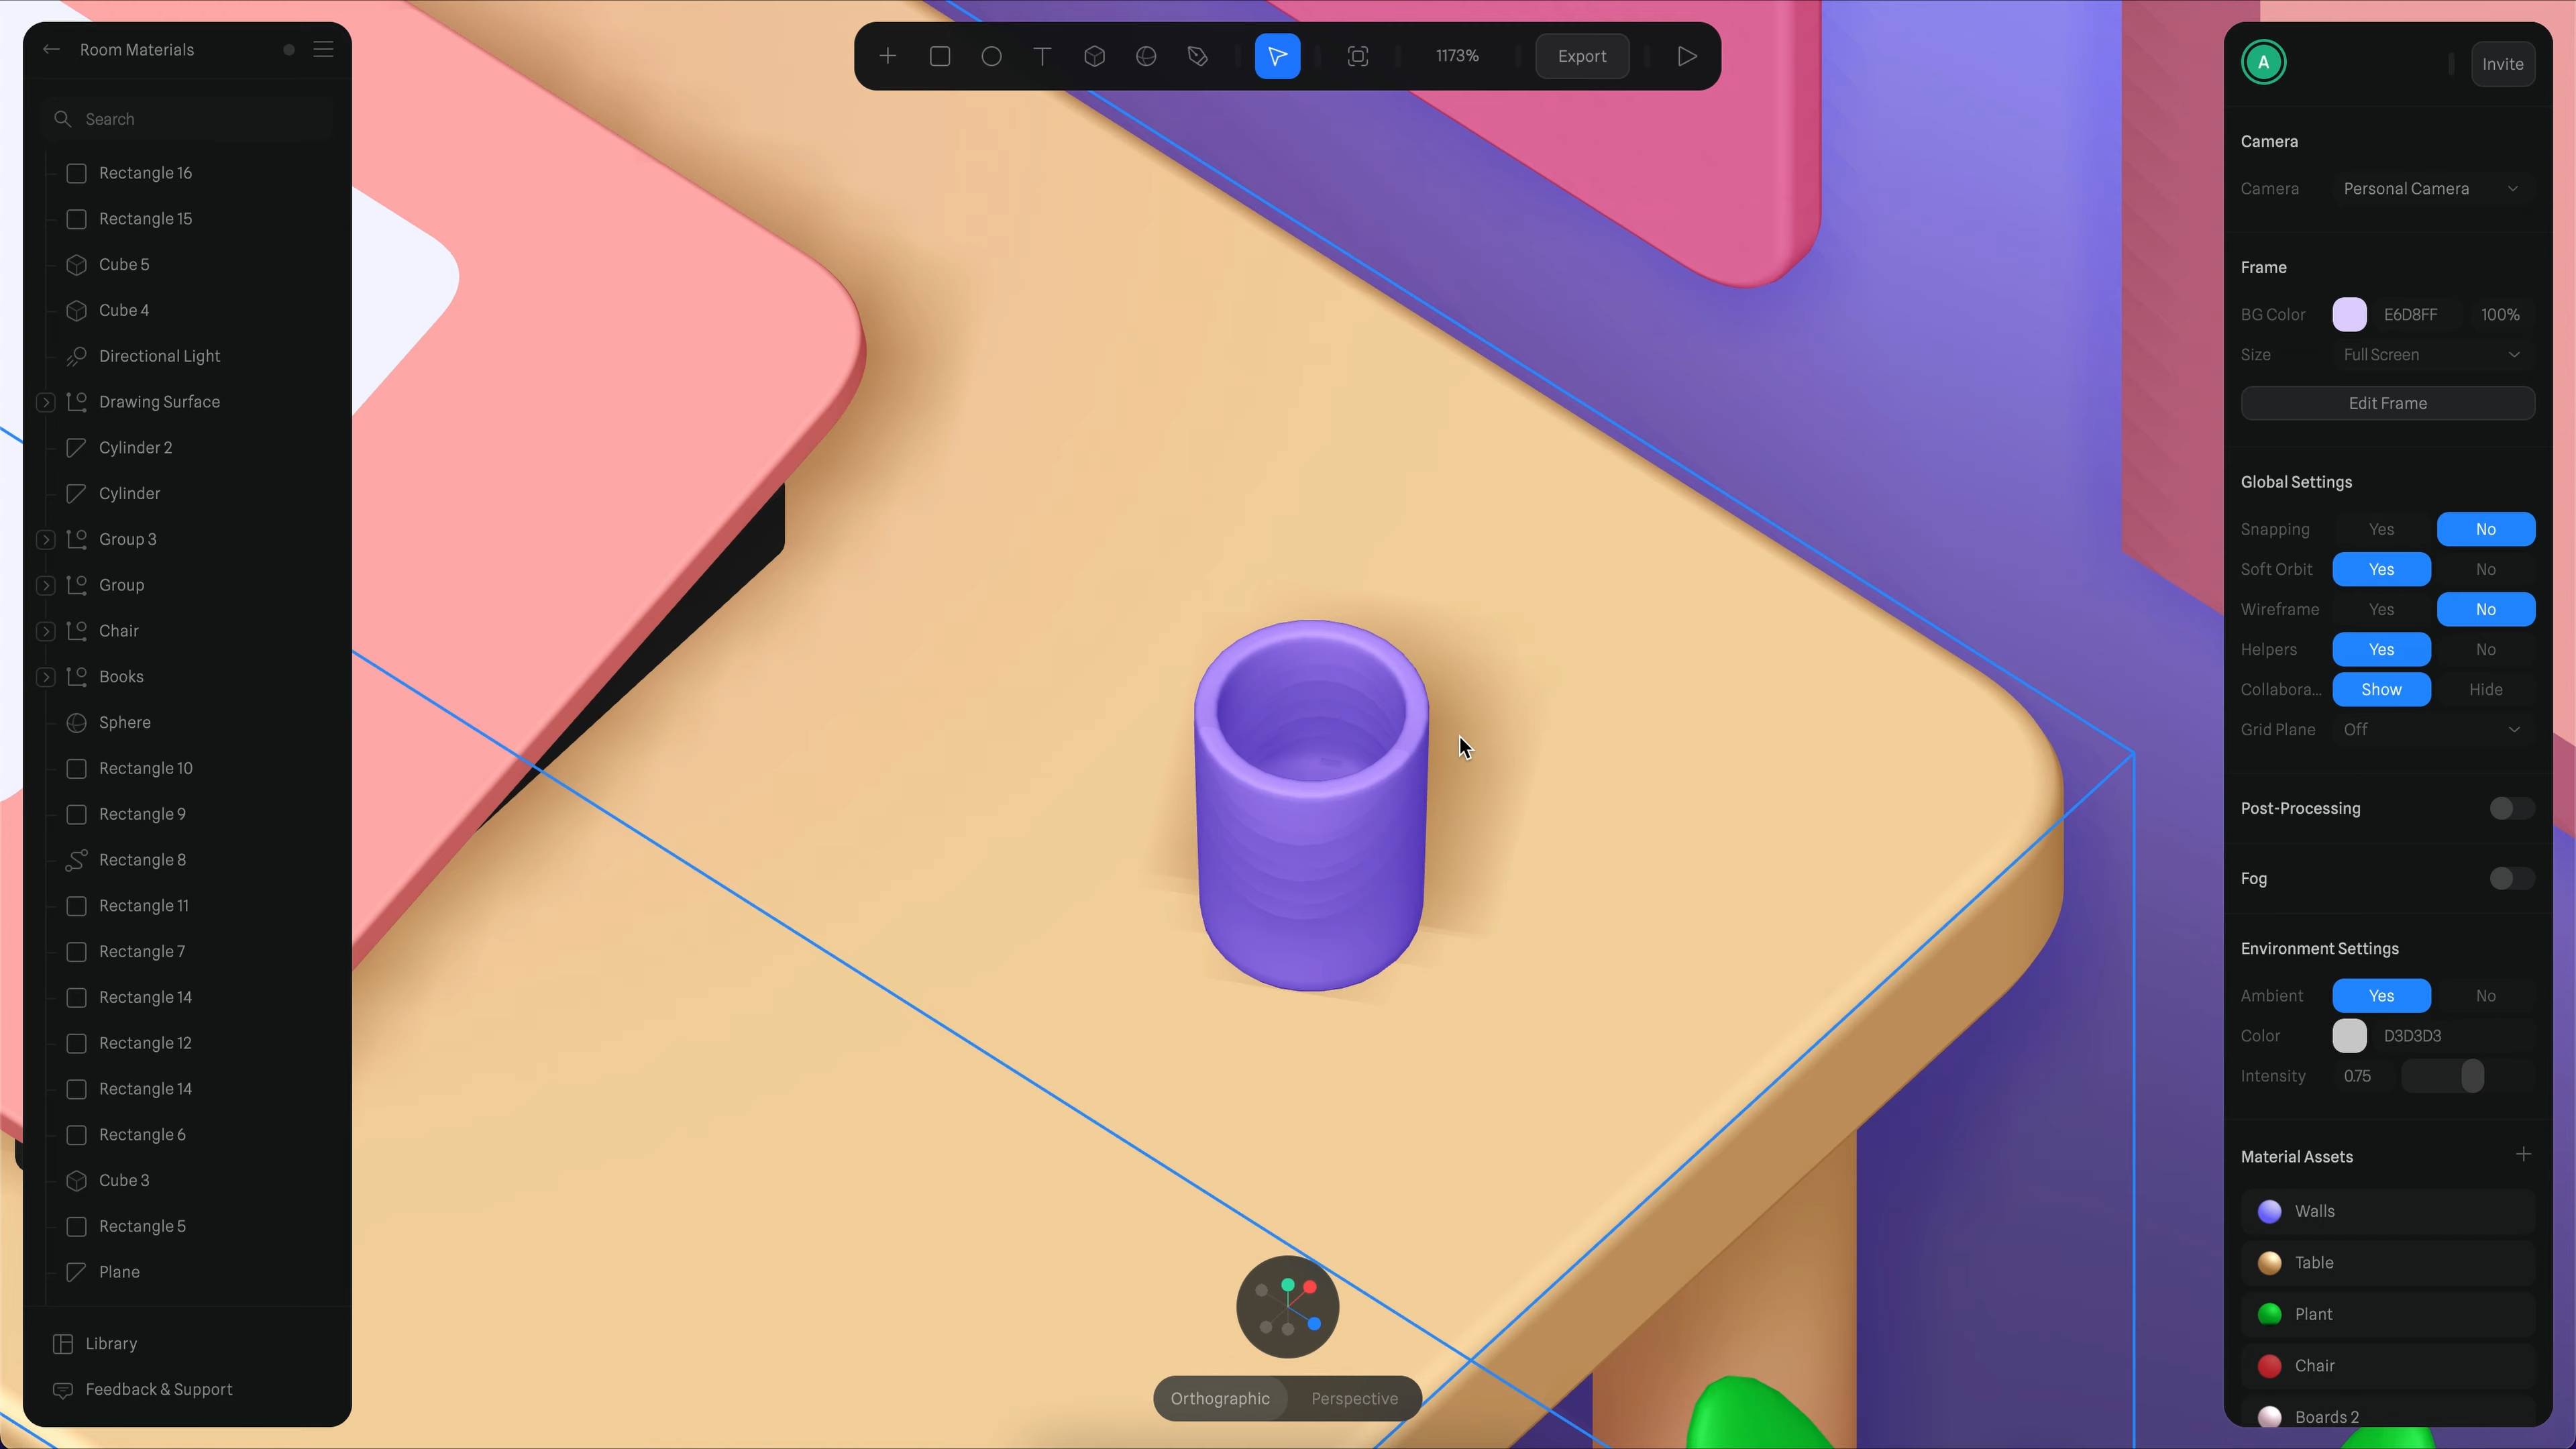 Room Materials
Search
Rectangle 16
Rectangle 15
Cube 5
Cube 4
Directional Light
Drawing Surface
Cylinder 2
Cylinder
Group 3
Group
Chair
Books
Sphere
Rectangle 10
Rectangle 9
Rectangle 8
Rectangle 11
Rectangle 7
Rectangle 14
Rectangle 12
Rectangle 14
Rectangle 6
Cube 3
Rectangle 5
Plane
Library
Feedback & Support
1173%
Export
Orthographic Perspective
A Invite
Camera
Camera Personal Camera
Frame
BG Color E6D8FF 100%
Size Full Screen
Edit Frame
Global Settings
Snapping Yes No
Soft Orbit Yes No
Wireframe Yes No
Helpers Yes No
Collabora... Show Hide
Grid Plane Off
Post-Processing
Fog
Environment Settings
Ambient Yes No
Color D3D3D3
Intensity 0.75
Material Assets
Walls
Table
Plant
Chair
Boards 2